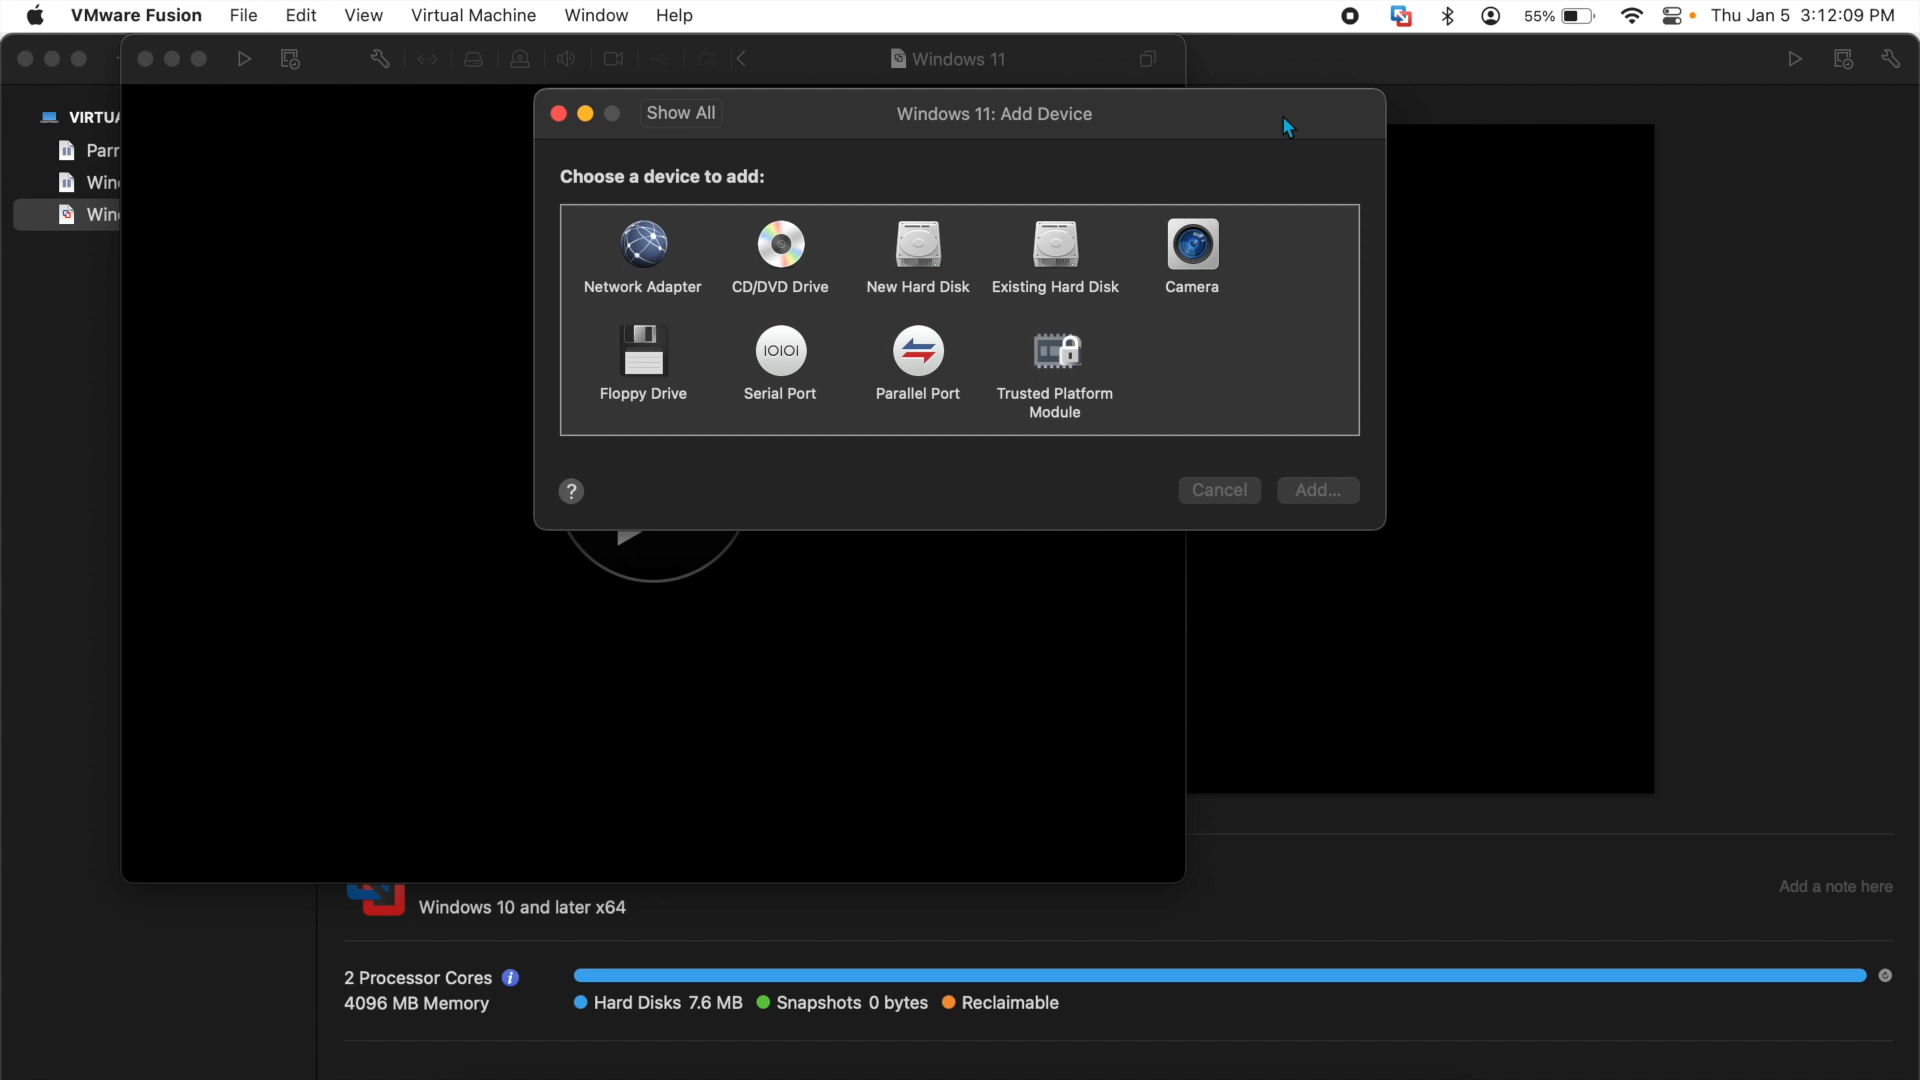 VMware Fusion File Edit View Virtual Machine Window Help 55% Thu Jan 5 3:12:09 PM
Windows 11
VIRTUA
Parr
Win
Win
Show All Windows 11: Add Device
Choose a device to add:
Network Adapter CD/DVD Drive New Hard Disk Existing Hard Disk Camera
IOIOI
Floppy Drive Serial Port Parallel Port Trusted Platform
Module
? Cancel Add...
Windows 10 and later x64
Add a note here
2 Processor Cores i
4096 MB Memory
Hard Disks 7.6 MB Snapshots 0 bytes Reclaimable